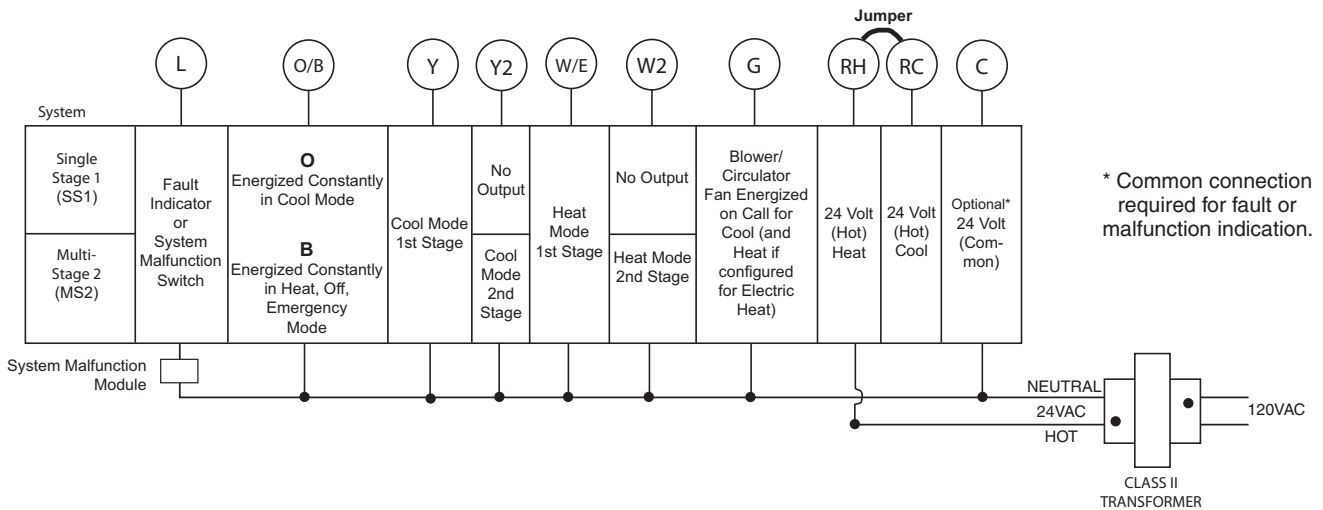 Jumper
L
O/B
Y
Y2
W/E
W2
G
RH
RC
C
System
Single
Stage 1
(SS1)
Multi-
Stage 2
(MS2)
Fault
Indicator
or
System
Malfunction
Switch
O
Energized Constantly
in Cool Mode
B
Energized Constantly
in Heat, Off,
Emergency
Mode
Cool Mode
1st Stage
No
Output
Cool
Mode
2nd
Stage
Heat
Mode
1st Stage
No Output
Heat Mode
2nd Stage
Blower/
Circulator
Fan Energized
on Call for
Cool (and
Heat if
configured
for Electric
Heat)
24 Volt
(Hot)
Heat
24 Volt
(Hot)
Cool
Optional*
24 Volt
(Com-
mon)
* Common connection
required for fault or
malfunction indication.
System Malfunction
Module
NEUTRAL
24VAC
HOT
120VAC
CLASS II
TRANSFORMER